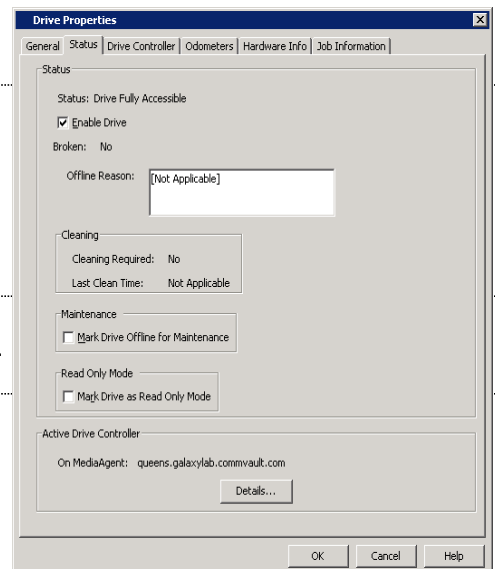 Drive Properties
General Status Drive Controller Odometers Hardware Info Job Information
Status
Status: Drive Fully Accessible
Enable Drive
Broken: No
Offline Reason: [Not Applicable]
Cleaning
Cleaning Required: No
Last Clean Time: Not Applicable
Maintenance
Mark Drive Offline for Maintenance
Read Only Mode
Mark Drive as Read Only Mode
Active Drive Controller
On MediaAgent: queens.galaxylab.commvault.com
Details...
OK Cancel Help